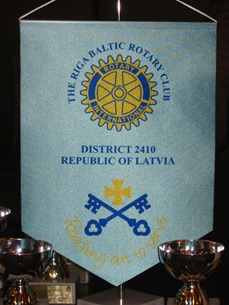 THE RIGA BALTIC ROTARY CLUB
ROTARY
INTERNATIONAL
DISTRICT 2410
REPUBLIC OF LATVIA
Reaching out to serve